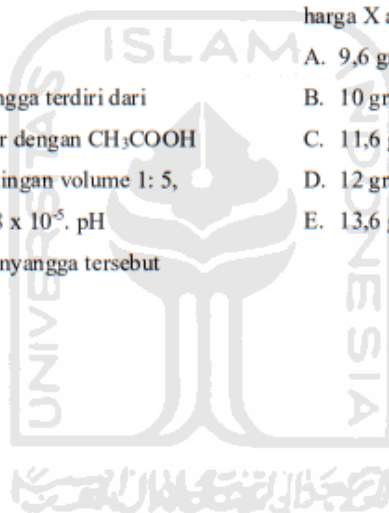 ngga terdiri dari
r dengan CH₃COOH
ingan volume 1: 5,
x 10⁻⁵. pH
nyangga tersebut
harga X a
A. 9,6 g
B. 10 gr
C. 11,6
D. 12 gr
E. 13,6
ISLAM
UNIVERSITAS